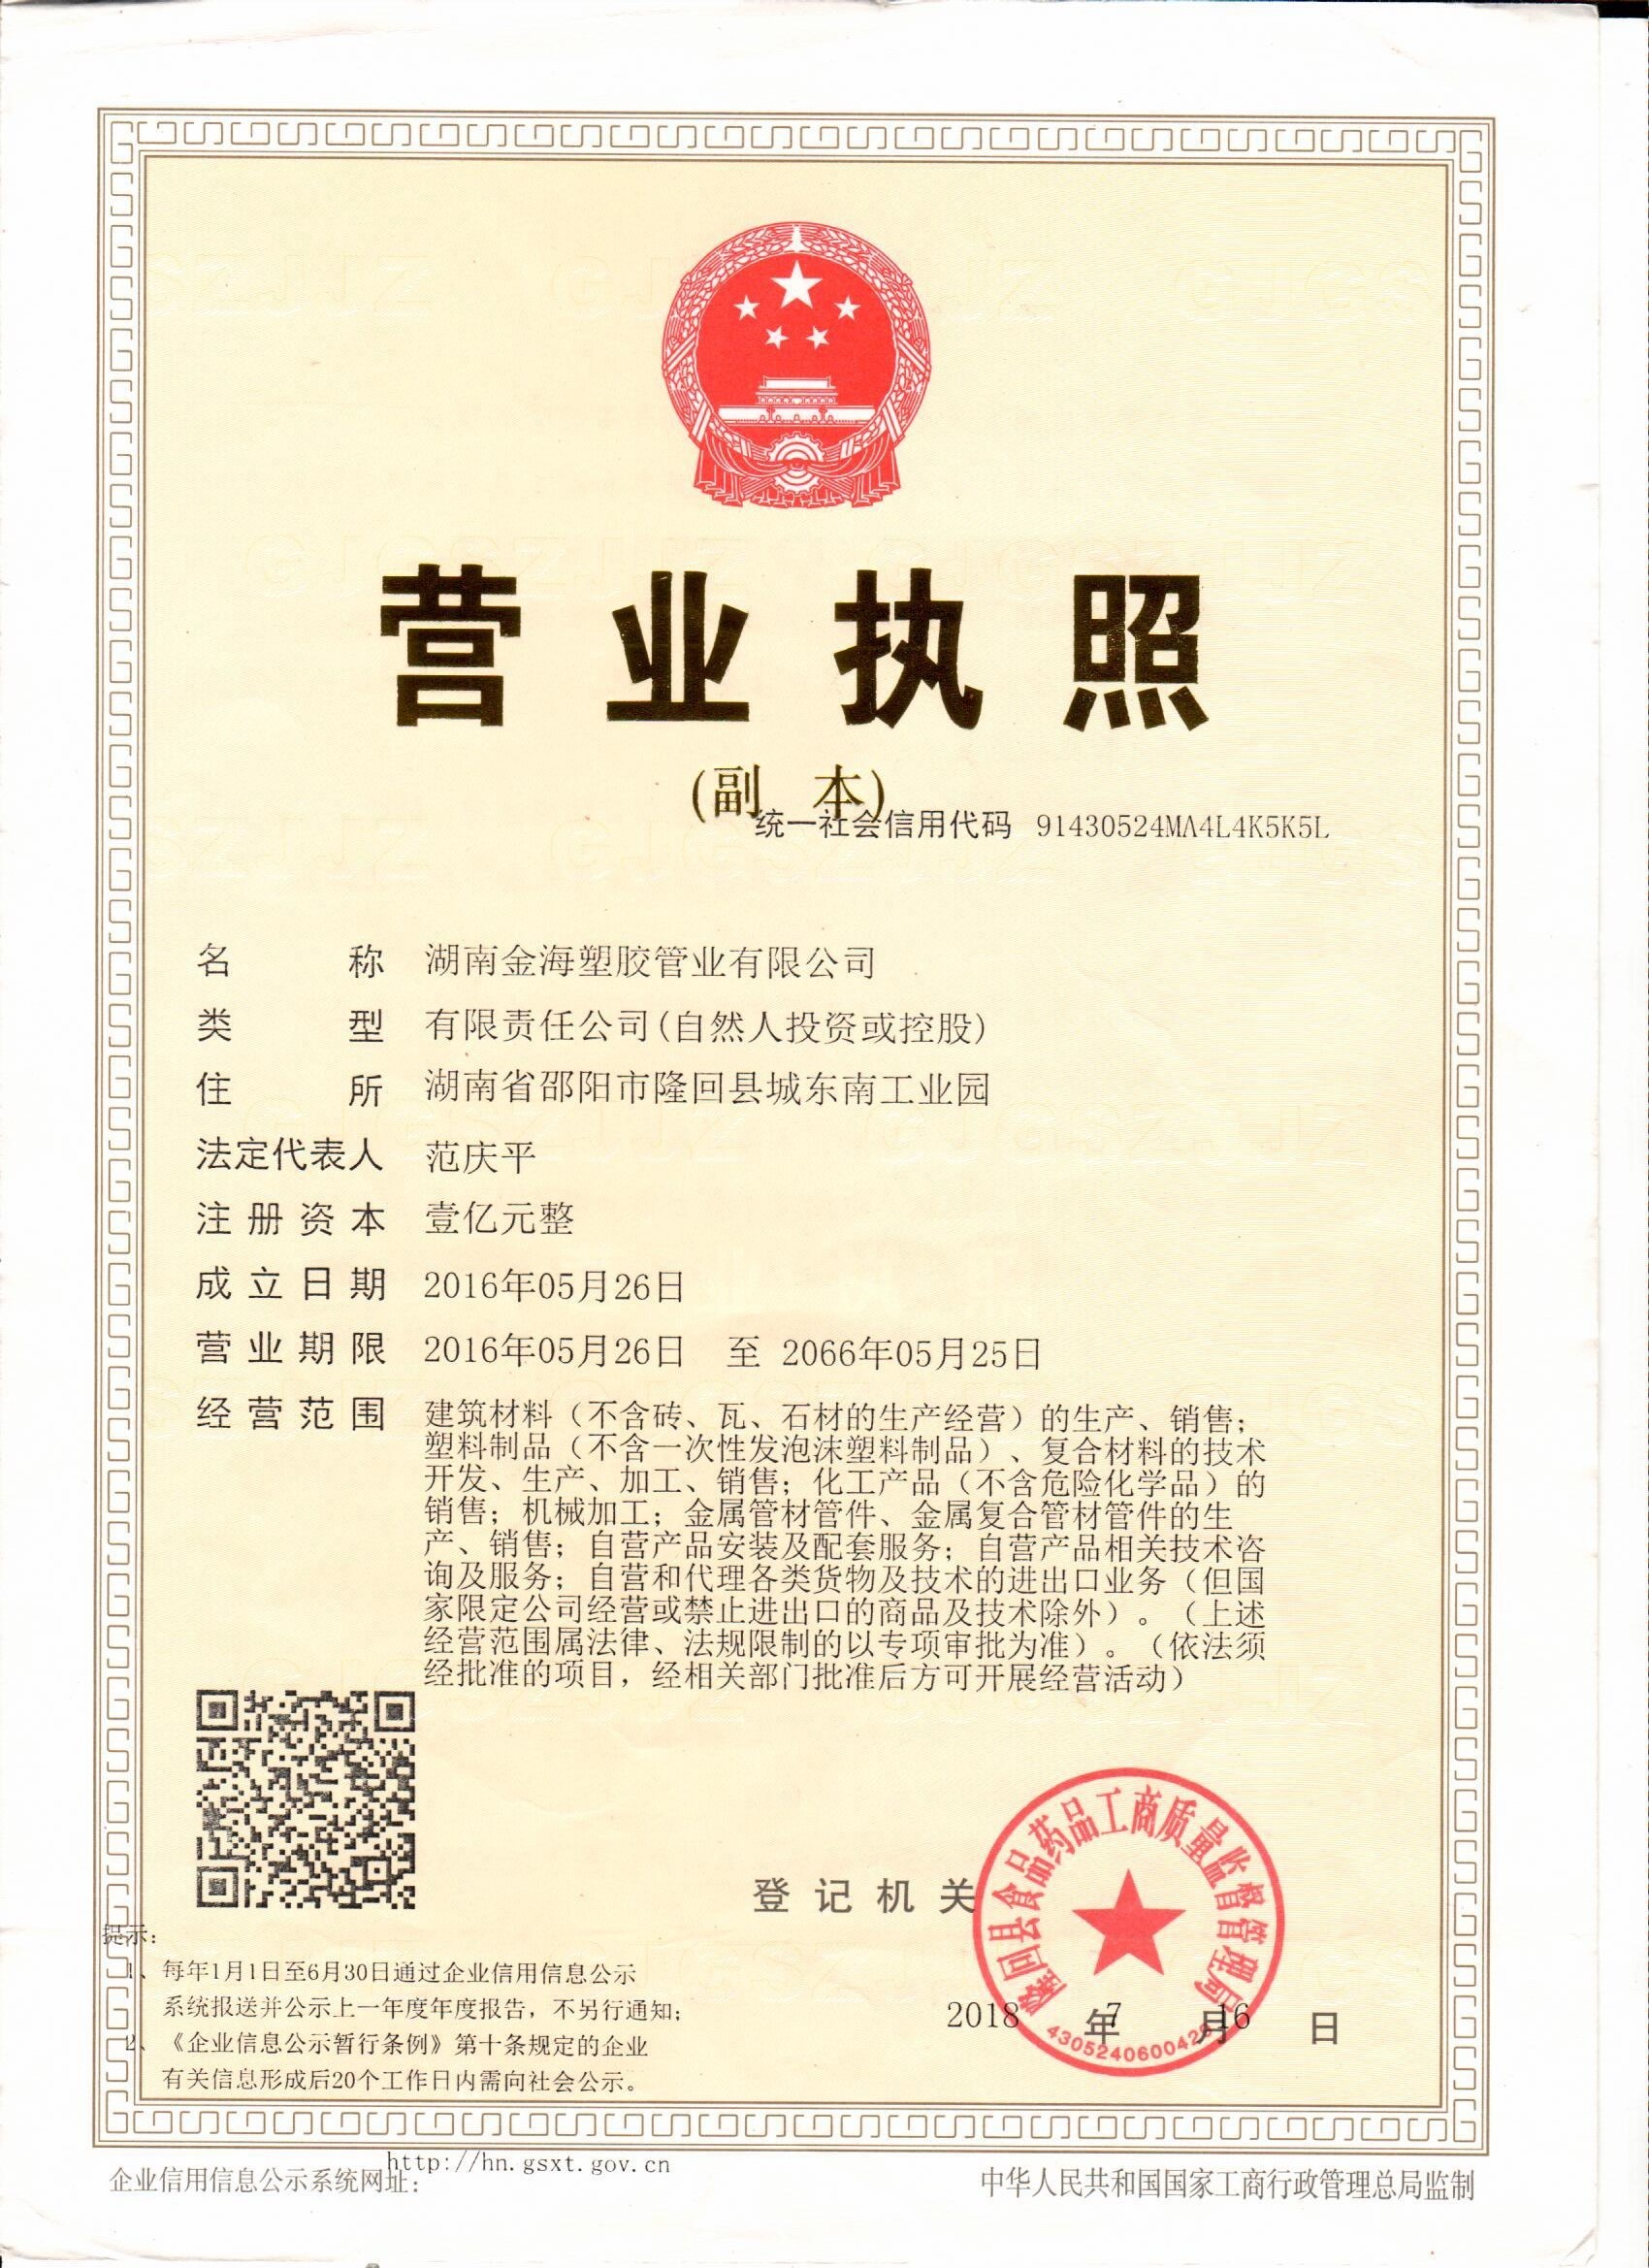 营业执照
(副 本)
统一社会信用代码 91430524MA4L4K5K5L
名 称 湖南金海塑胶管业有限公司
类 型 有限责任公司(自然人投资或控股)
住 所 湖南省邵阳市隆回县城东南工业园
法定代表人 范庆平
注册资本 壹亿元整
成立日期 2016年05月26日
营业期限 2016年05月26日 至 2066年05月25日
经营范围 建筑材料（不含砖、瓦、石材的生产经营）的生产、销售；
塑料制品（不含一次性发泡沫塑料制品）、复合材料的技术
开发、生产、加工、销售；化工产品（不含危险化学品）的
销售；机械加工；金属管材管件、金属复合管材管件的生
产、销售；自营产品安装及配套服务；自营产品相关技术咨
询及服务；自营和代理各类货物及技术的进出口业务（但国
家限定公司经营或禁止进出口的商品及技术除外）。（上述
经营范围属法律、法规限制的以专项审批为准）。（依法须
经批准的项目，经相关部门批准后方可开展经营活动）
登记机关
隆回县食品药品工商质量监督管理局
2018 年 7 月 16 日
提示：
1、每年1月1日至6月30日通过企业信用信息公示
系统报送并公示上一年度年度报告，不另行通知；
2、《企业信息公示暂行条例》第十条规定的企业
有关信息形成后20个工作日内需向社会公示。
企业信用信息公示系统网址：http://hn.gsxt.gov.cn
中华人民共和国国家工商行政管理总局监制